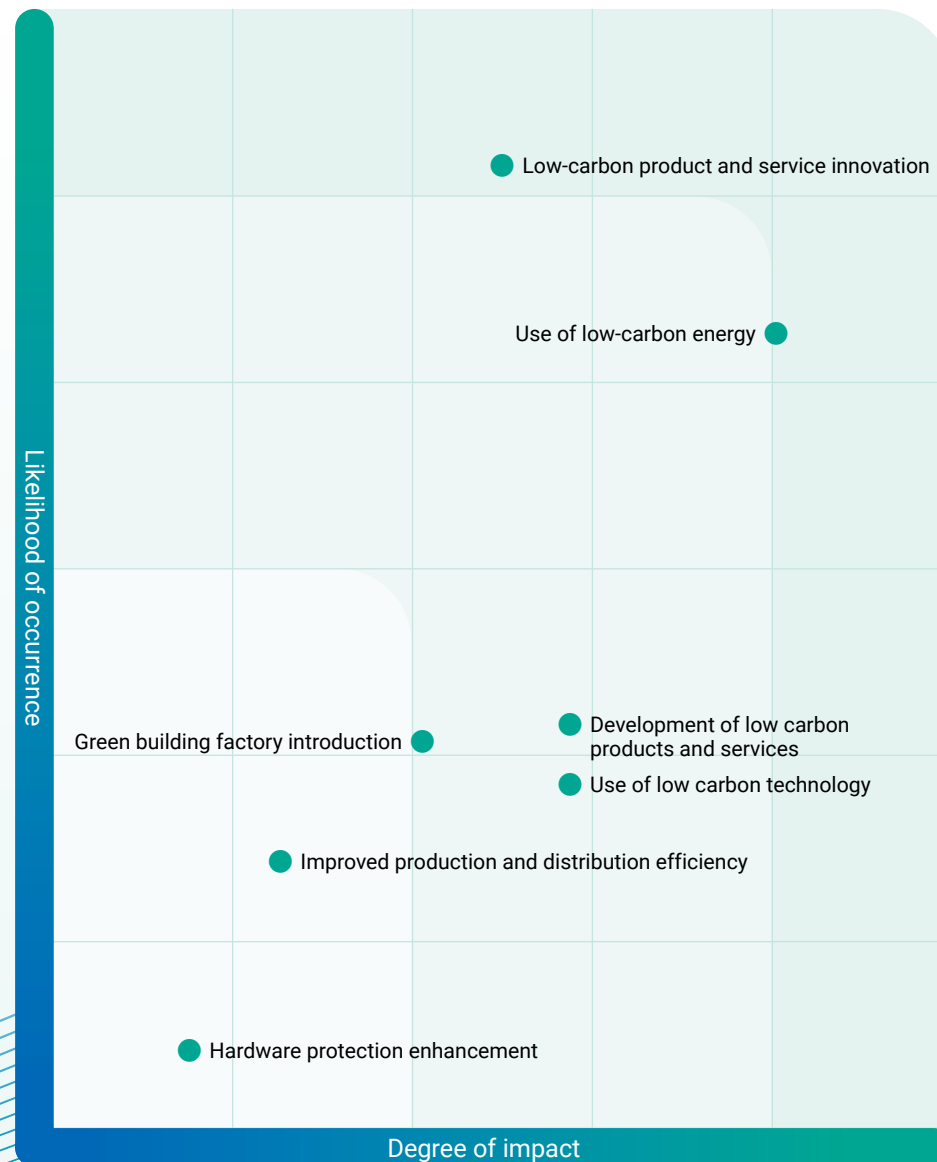 Low-carbon product and service innovation
Use of low-carbon energy
Likelihood of occurrence
Development of low carbon
products and services
Green building factory introduction
Use of low carbon technology
Improved production and distribution efficiency
Hardware protection enhancement
Degree of impact